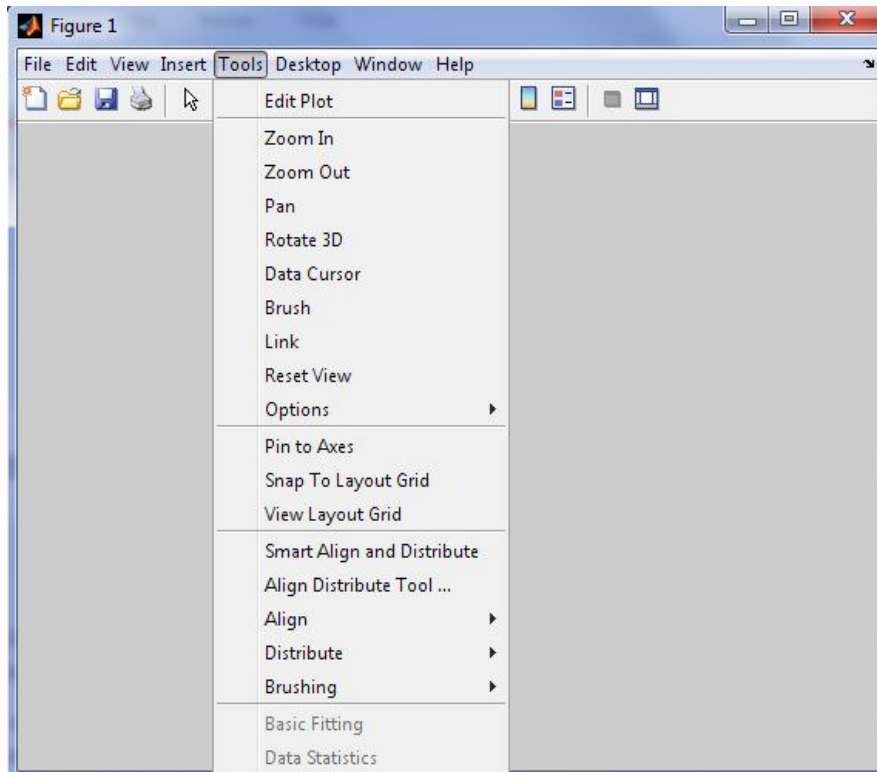 Figure 1
File Edit View Insert Tools Desktop Window Help
Edit Plot
Zoom In
Zoom Out
Pan
Rotate 3D
Data Cursor
Brush
Link
Reset View
Options
Pin to Axes
Snap To Layout Grid
View Layout Grid
Smart Align and Distribute
Align Distribute Tool ...
Align
Distribute
Brushing
Basic Fitting
Data Statistics